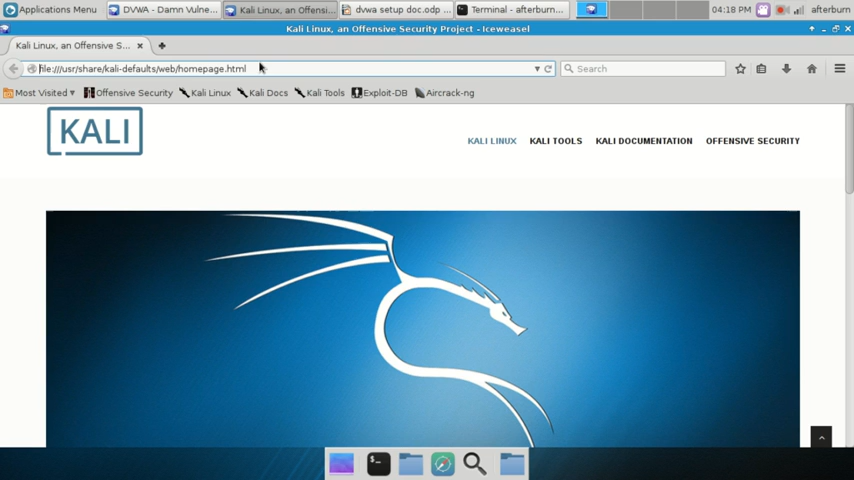 Applications Menu
DVWA - Damn Vulne...
Kali Linux, an Offensi...
dvwa setup doc.odp ...
Terminal - afterburn...
04:18 PM
afterburn
Kali Linux, an Offensive Security Project - Iceweasel
Kali Linux, an Offensive S...
file:///usr/share/kali-defaults/web/homepage.html
Search
Most Visited
Offensive Security
Kali Linux
Kali Docs
Kali Tools
Exploit-DB
Aircrack-ng
KALI
KALI LINUX
KALI TOOLS
KALI DOCUMENTATION
OFFENSIVE SECURITY